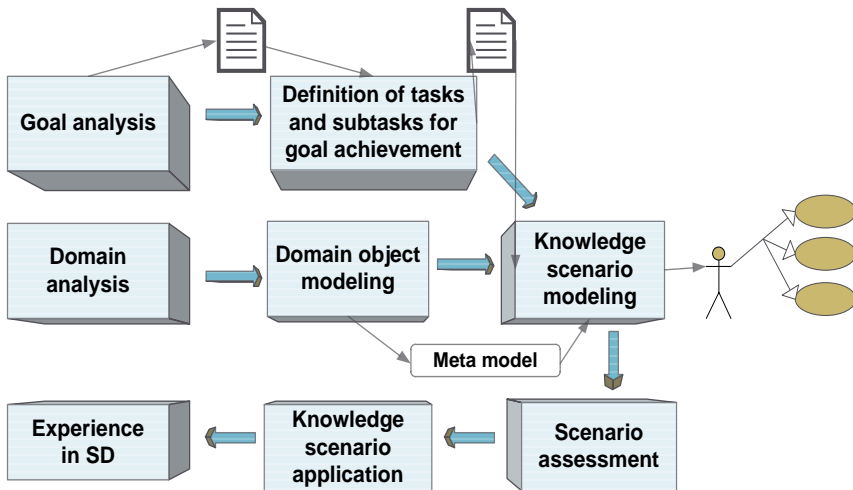 Goal analysis
Definition of tasks
and subtasks for
goal achievement
Domain
analysis
Domain object
modeling
Knowledge
scenario
modeling
Meta model
Experience
in SD
Knowledge
scenario
application
Scenario
assessment